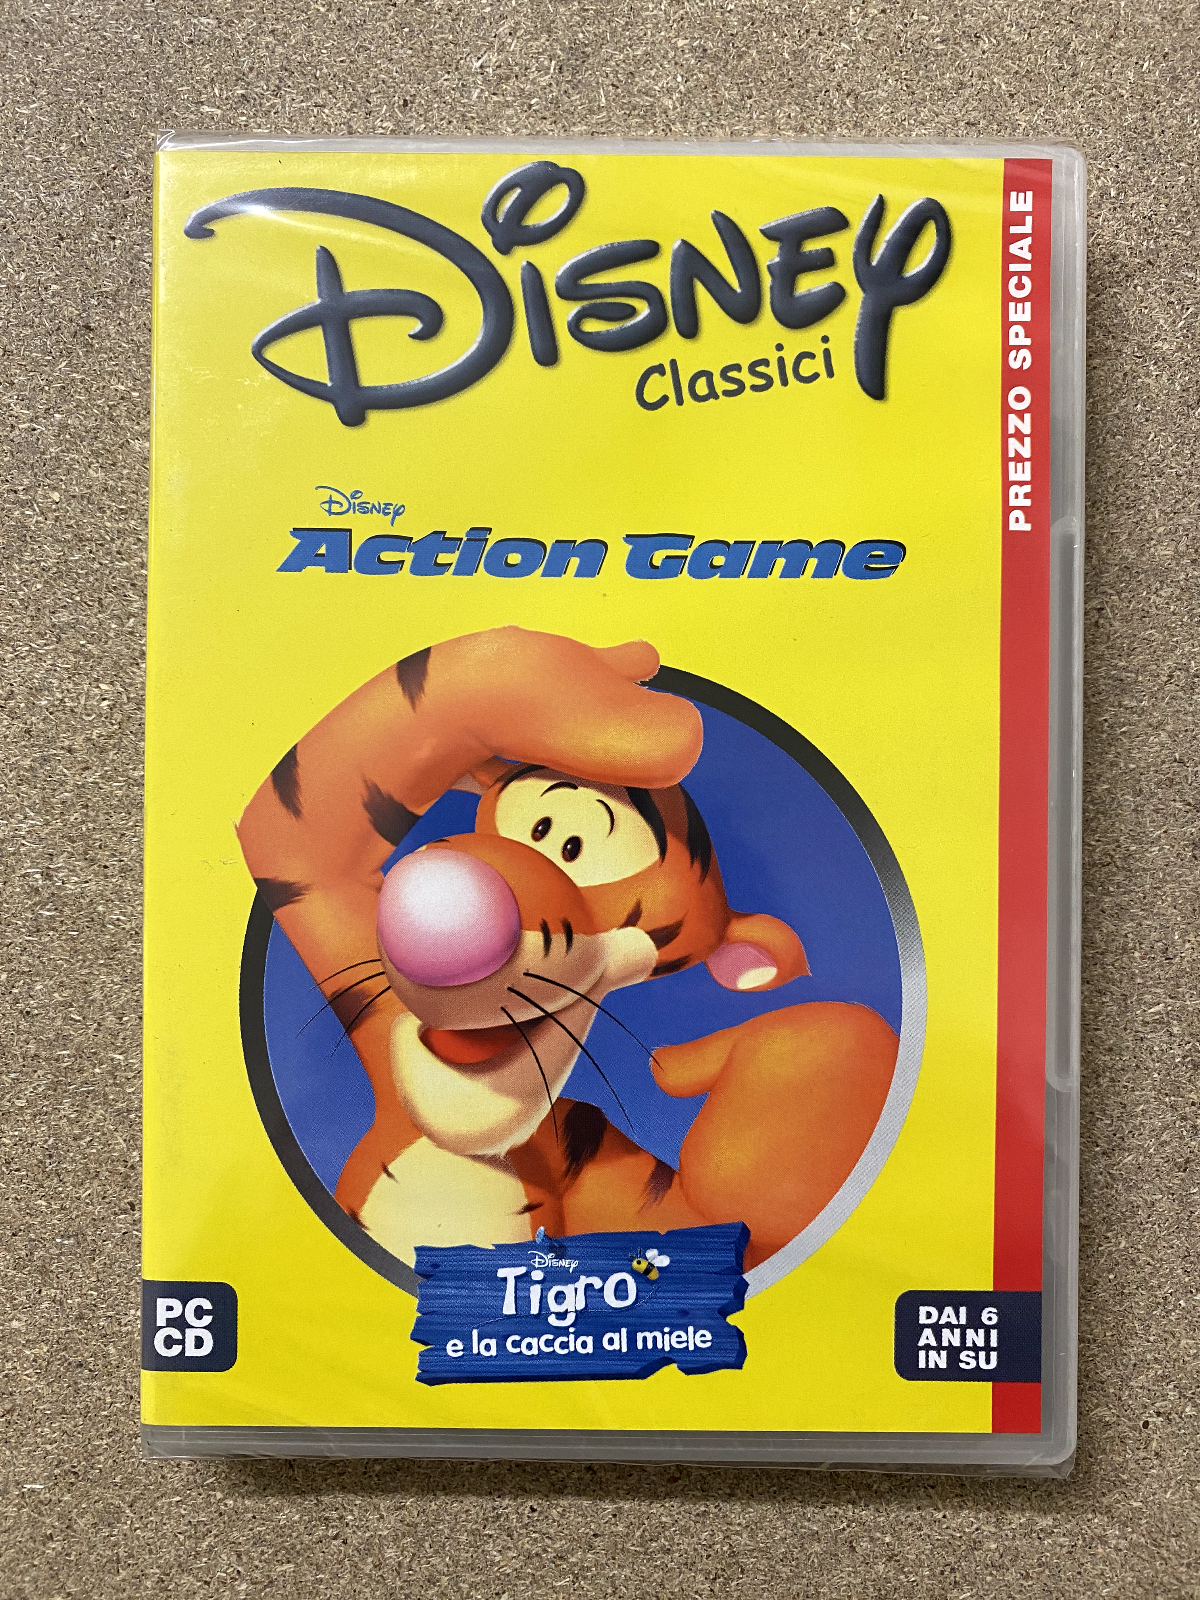 Disney
Classici
PREZZO SPECIALE
Disney
Action Game
Disney
Tigro
e la caccia al miele
PC
CD
DAI 6
ANNI
IN SU